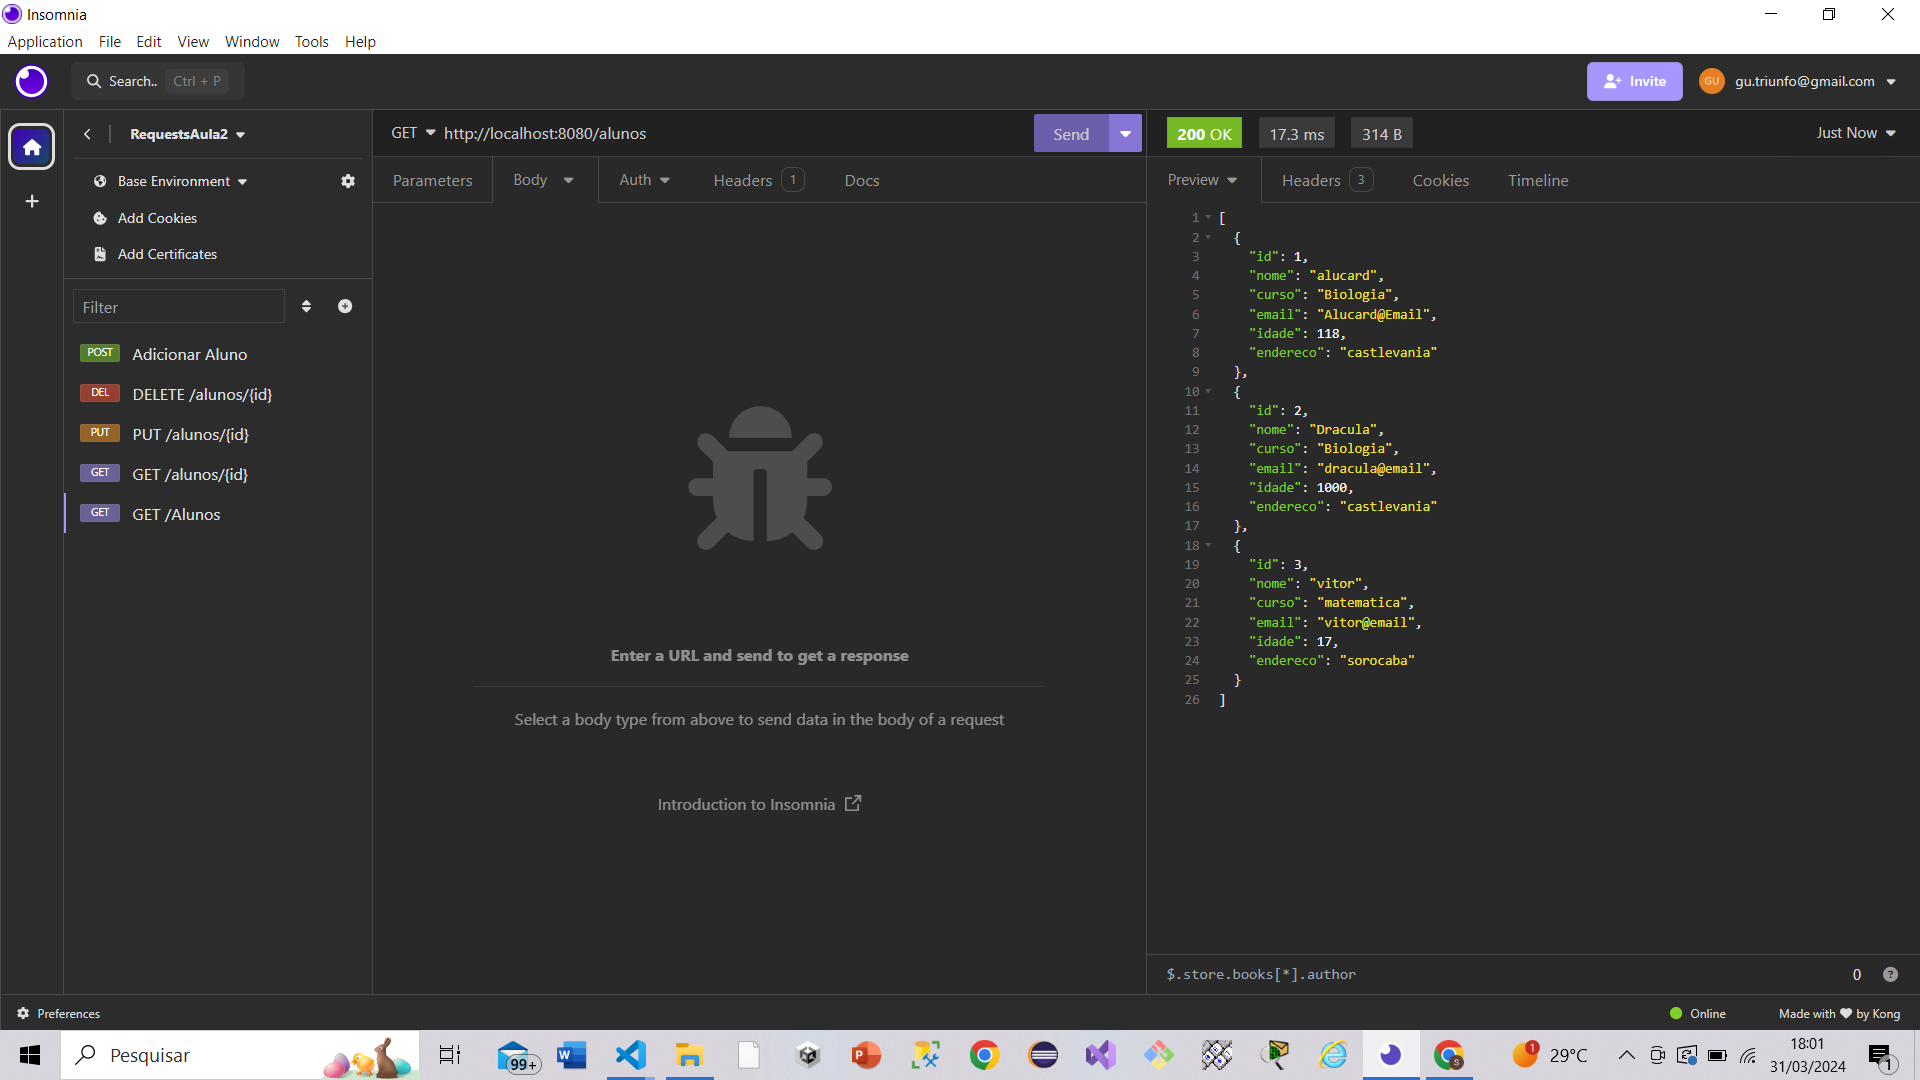 Insomnia
Application File Edit View Window Tools Help
Search.. Ctrl + P
Invite
GU gu.triunfo@gmail.com
RequestsAula2
GET http://localhost:8080/alunos Send
200 OK 17.3 ms 314 B Just Now
Base Environment
Add Cookies
Add Certificates
Filter
POST Adicionar Aluno
DEL DELETE /alunos/{id}
PUT PUT /alunos/{id}
GET GET /alunos/{id}
GET GET /Alunos
Parameters Body Auth Headers 1 Docs
Enter a URL and send to get a response
Select a body type from above to send data in the body of a request
Introduction to Insomnia
Preview Headers 3 Cookies Timeline
1 [
2 {
3 "id": 1,
4 "nome": "alucard",
5 "curso": "Biologia",
6 "email": "Alucard@Email",
7 "idade": 118,
8 "endereco": "castlevania"
9 },
10 {
11 "id": 2,
12 "nome": "Dracula",
13 "curso": "Biologia",
14 "email": "dracula@email",
15 "idade": 1000,
16 "endereco": "castlevania"
17 },
18 {
19 "id": 3,
20 "nome": "vitor",
21 "curso": "matematica",
22 "email": "vitor@email",
23 "idade": 17,
24 "endereco": "sorocaba"
25 }
26 ]
$.store.books[*].author 0 ?
Preferences
Online Made with ❤ by Kong
Pesquisar
99+
1 29°C
18:01
31/03/2024
1